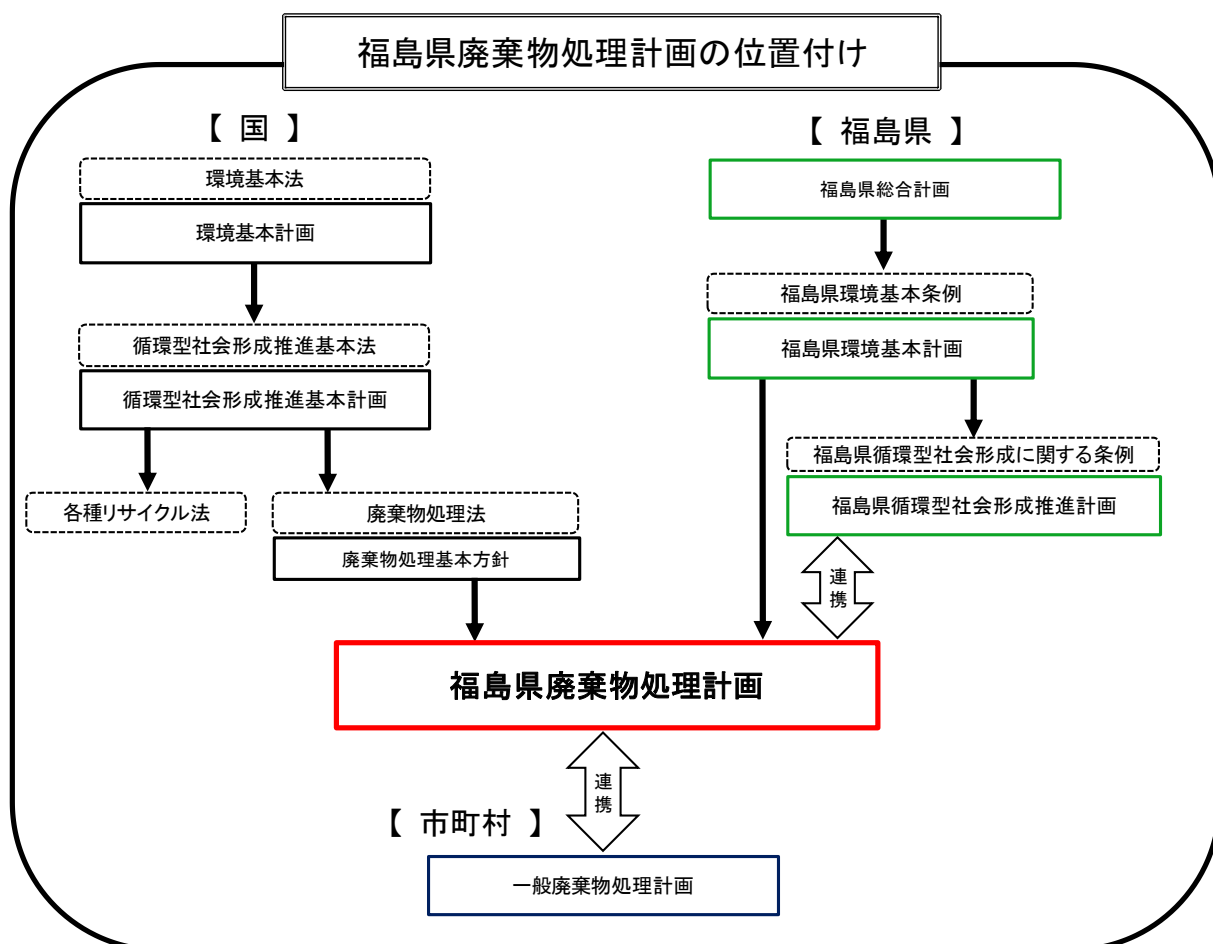 福島県廃棄物処理計画の位置付け
【 国 】
環境基本法
環境基本計画
循環型社会形成推進基本法
循環型社会形成推進基本計画
各種リサイクル法
廃棄物処理法
廃棄物処理基本方針
【 福島県 】
福島県総合計画
福島県環境基本条例
福島県環境基本計画
福島県循環型社会形成に関する条例
福島県循環型社会形成推進計画
連携
福島県廃棄物処理計画
連携
【 市町村 】
一般廃棄物処理計画